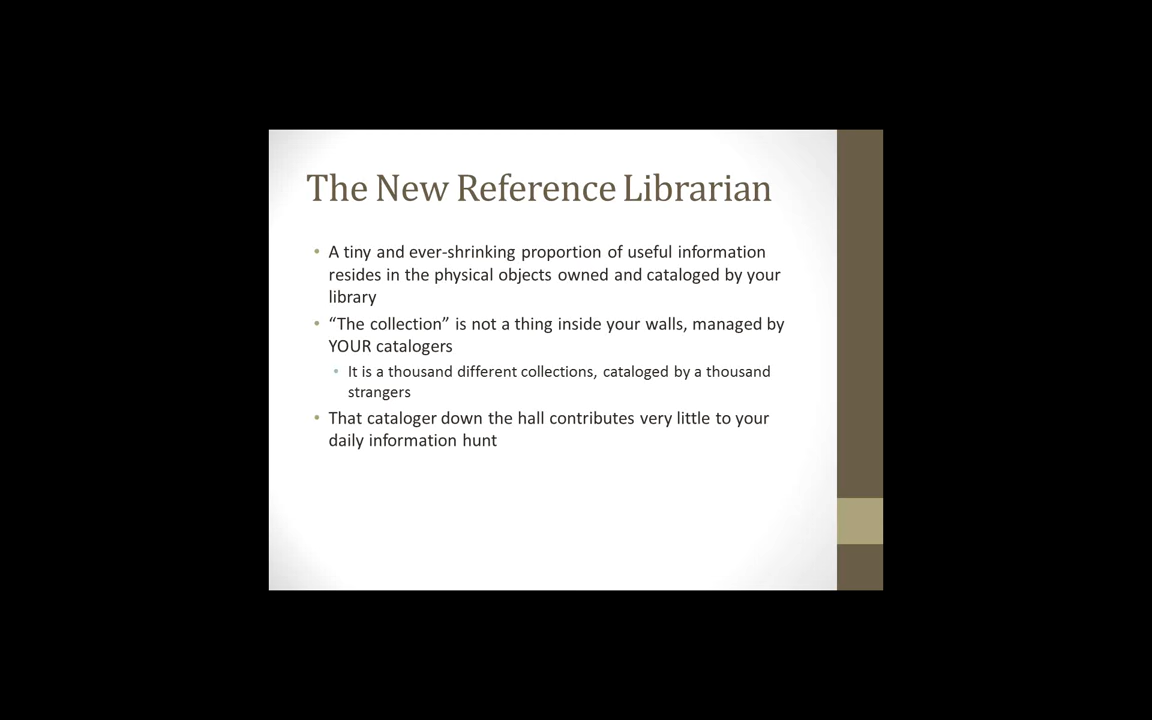 The New Reference Librarian
• A tiny and ever-shrinking proportion of useful information
resides in the physical objects owned and cataloged by your
library
• “The collection” is not a thing inside your walls, managed by
YOUR catalogers
• It is a thousand different collections, cataloged by a thousand
strangers
• That cataloger down the hall contributes very little to your
daily information hunt